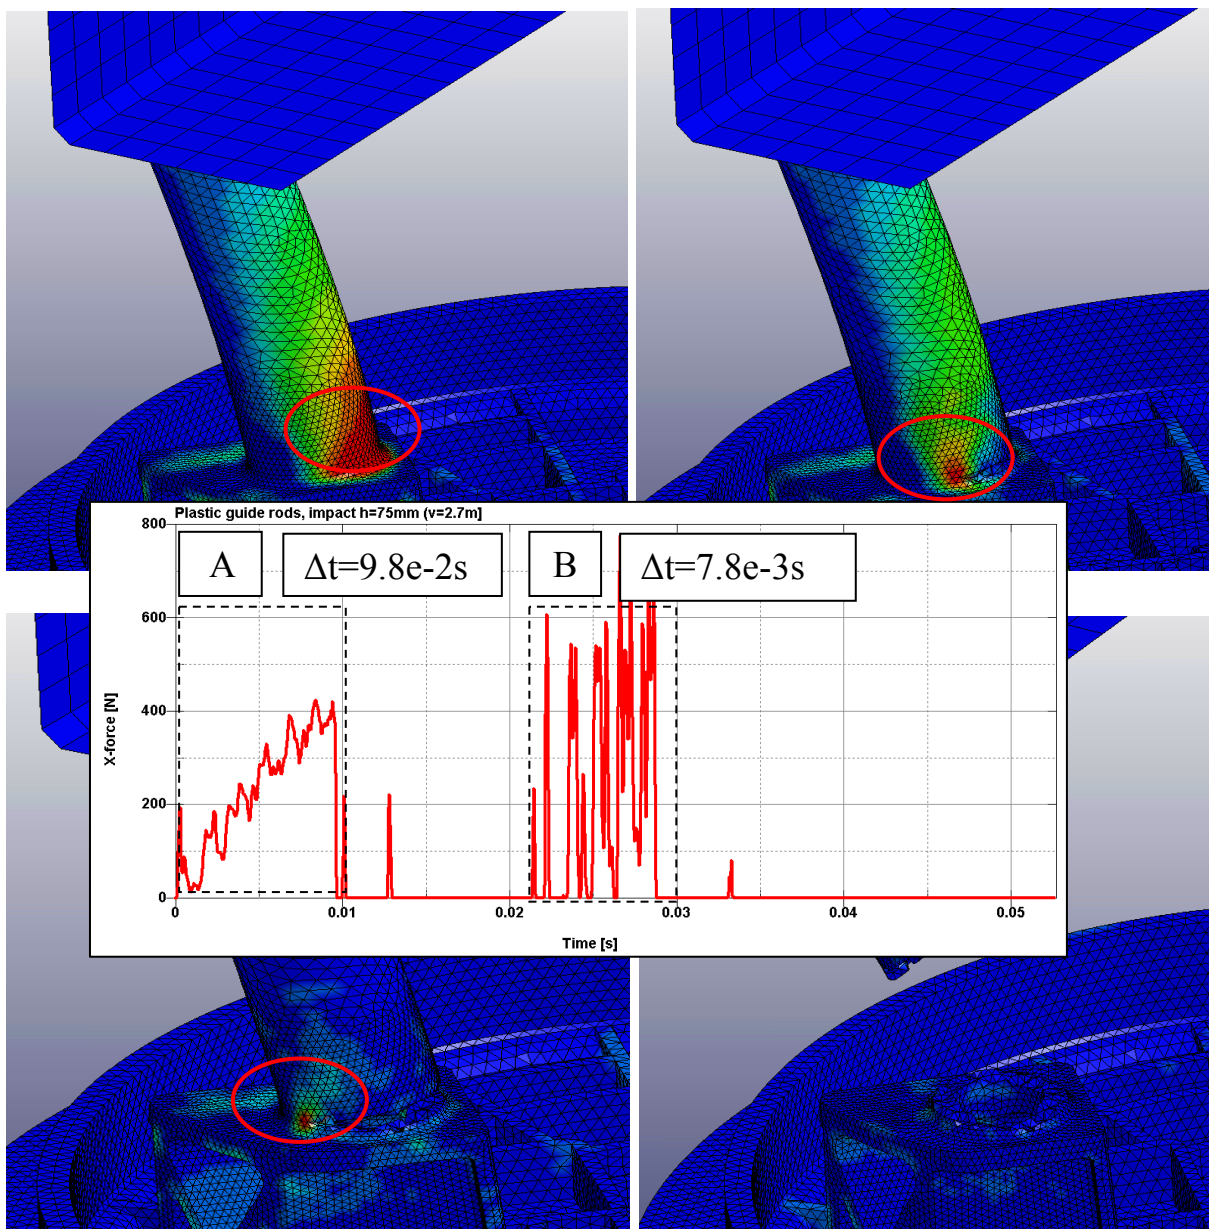 Plastic guide rods, impact h=75mm (v=2.7m]
A
Δt=9.8e-2s
B
Δt=7.8e-3s
800
600
400
200
0
X-force [N]
0
0.01
0.02
0.03
0.04
0.05
Time [s]